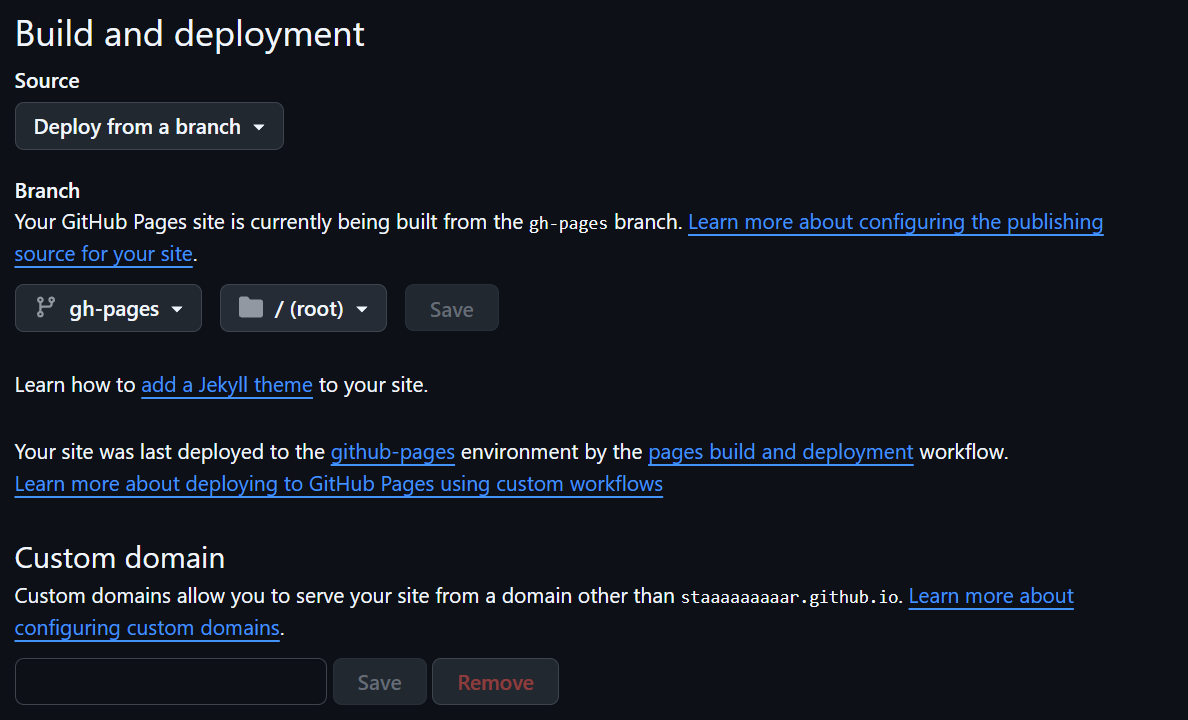 Build and deployment
Source
Deploy from a branch
Branch
Your GitHub Pages site is currently being built from the gh-pages branch. Learn more about configuring the publishing
source for your site.
gh-pages / (root) Save
Learn how to add a Jekyll theme to your site.
Your site was last deployed to the github-pages environment by the pages build and deployment workflow.
Learn more about deploying to GitHub Pages using custom workflows
Custom domain
Custom domains allow you to serve your site from a domain other than staaaaaaaaar.github.io. Learn more about
configuring custom domains.
Save Remove